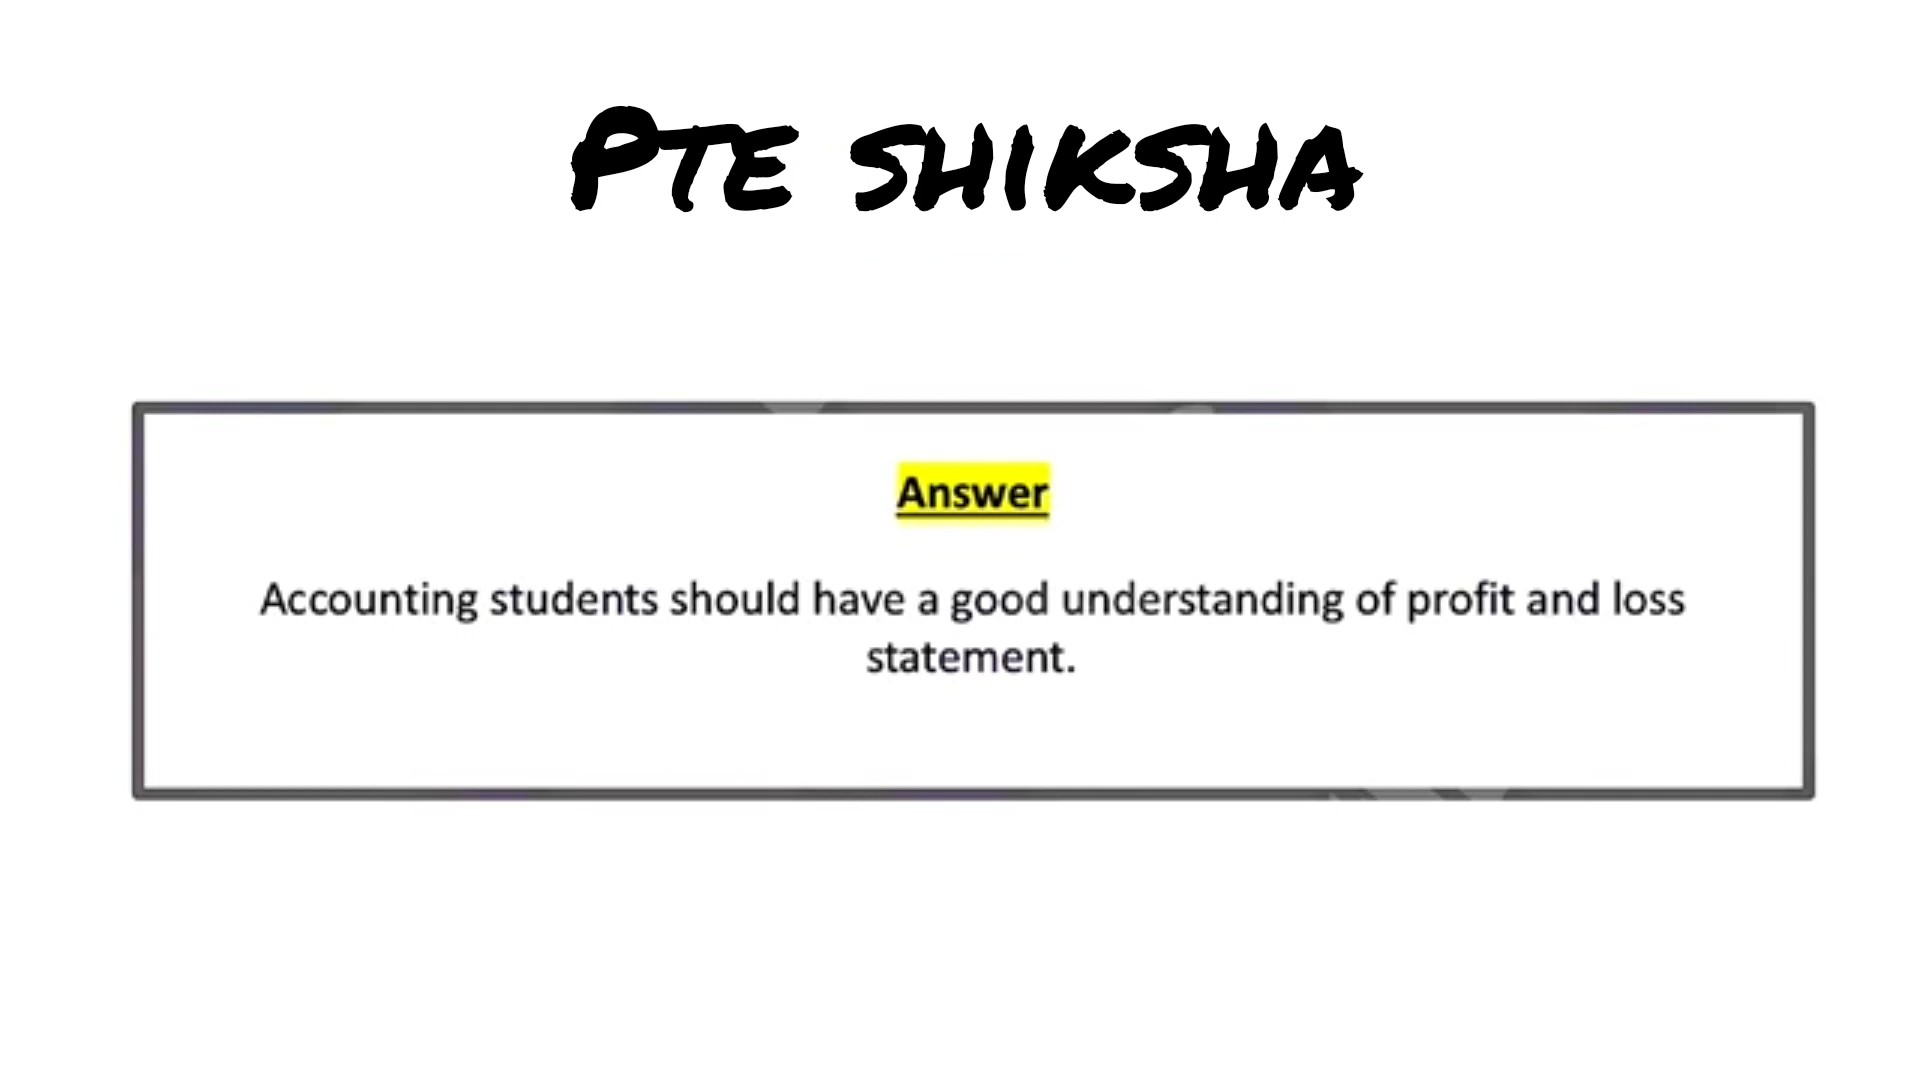 Pte shiksha
Answer
Accounting students should have a good understanding of profit and loss
statement.